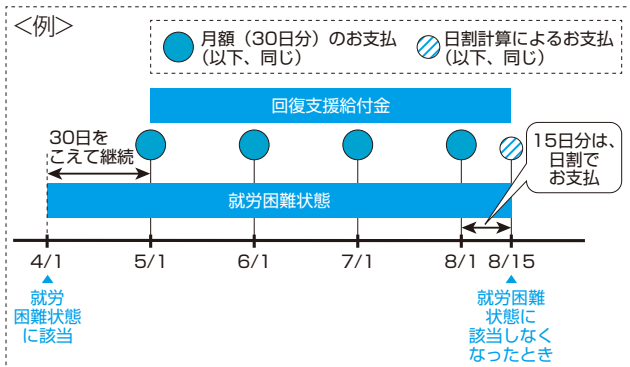 <例>
月額（30日分）のお支払
（以下、同じ）
日割計算によるお支払
（以下、同じ）
回復支援給付金
30日を
こえて継続
15日分は、
日割で
お支払
就労困難状態
4/1
5/1
6/1
7/1
8/1
8/15
就労
困難状態
に該当
就労困難
状態に
該当しなく
なったとき